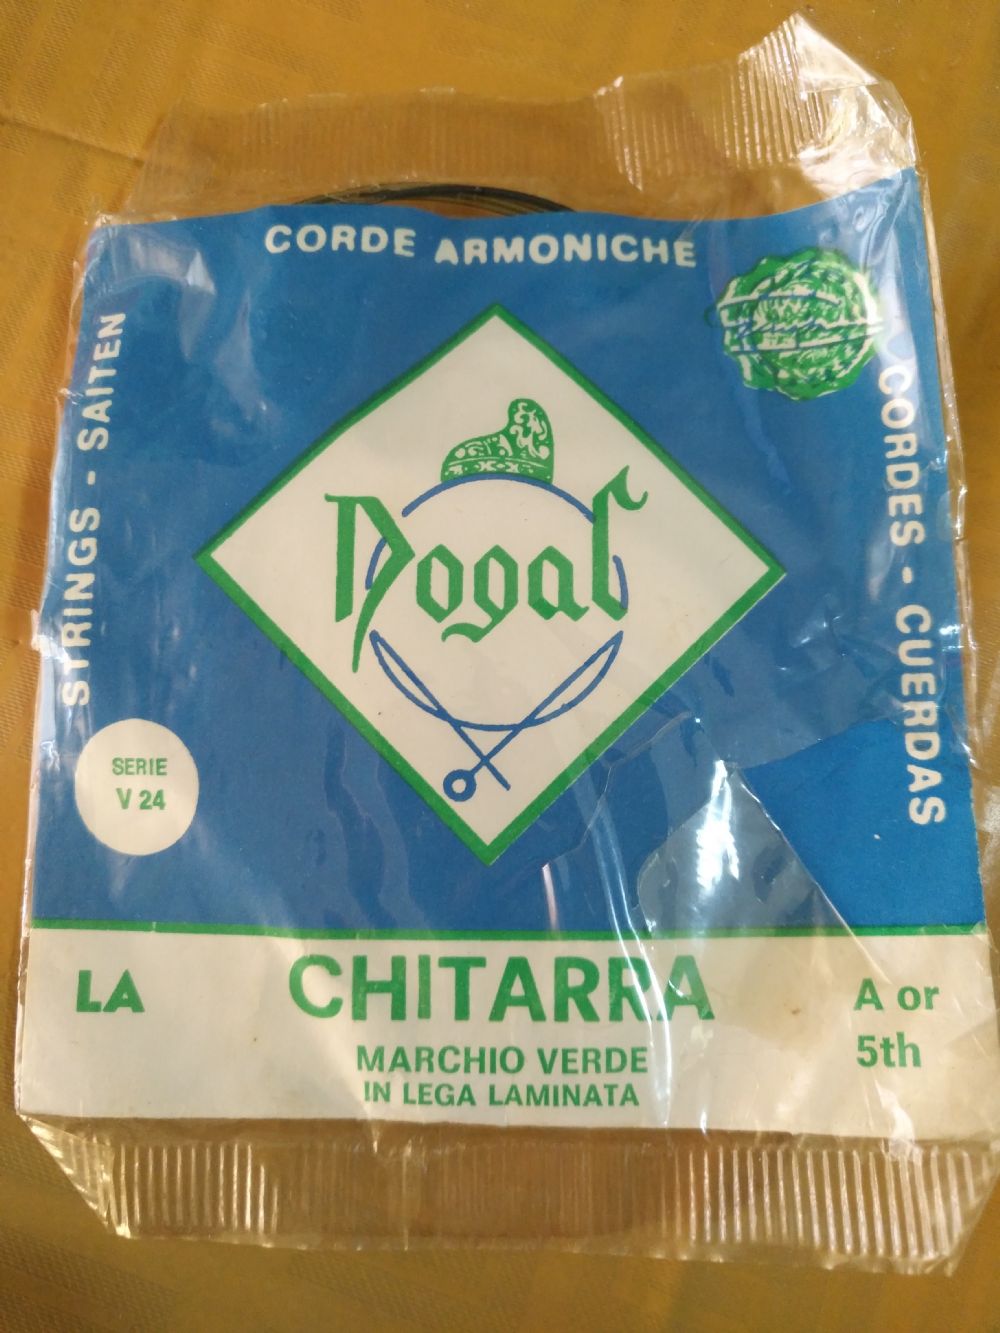 CORDE ARMONICHE
STRINGS - SAITEN
CORDES - CUERDAS
Dogal
SERIE
V 24
LA
CHITARRA
A or
5th
MARCHIO VERDE
IN LEGA LAMINATA